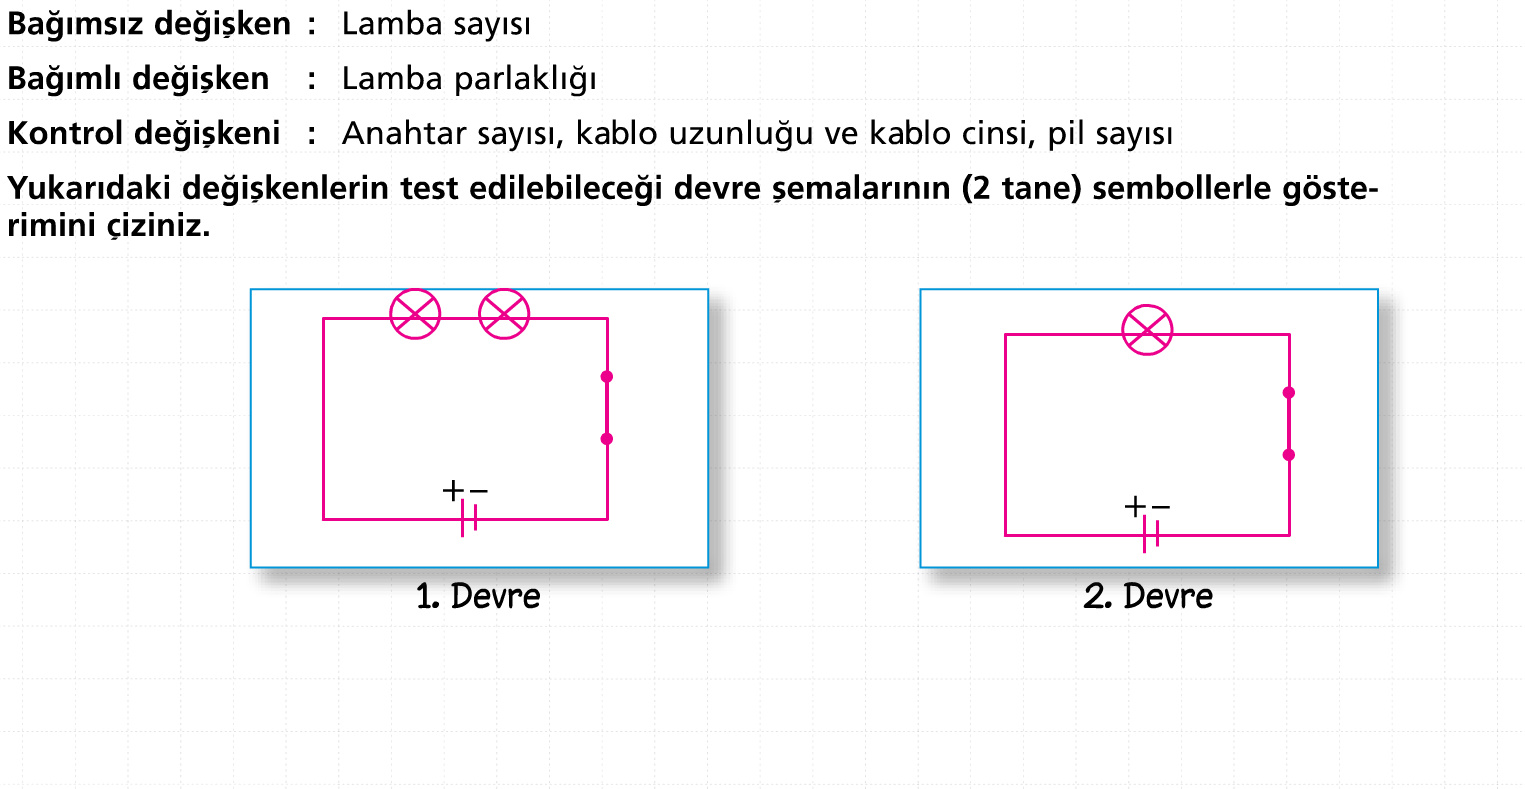 Bağımsız değişken : Lamba sayısı
Bağımlı değişken : Lamba parlaklığı
Kontrol değişkeni : Anahtar sayısı, kablo uzunluğu ve kablo cinsi, pil sayısı
Yukarıdaki değişkenlerin test edilebileceği devre şemalarının (2 tane) sembollerle göste-
rimini çiziniz.
+ −
+ −
1. Devre
2. Devre